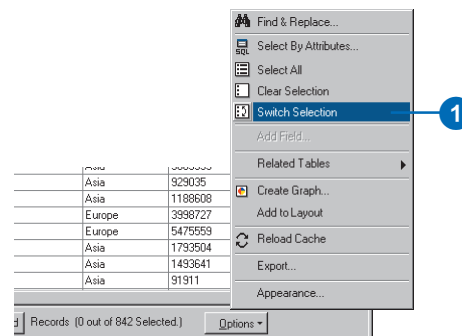 Find & Replace...
SQL
Select By Attributes...
Select All
Clear Selection
Switch Selection
1
Add Field...
Related Tables
Create Graph...
Add to Layout
Reload Cache
Export...
Appearance...
Asia 929035
Asia 1188608
Europe 3998727
Europe 5475559
Asia 1793504
Asia 1493641
Asia 91911
Records (0 out of 842 Selected.)
Options